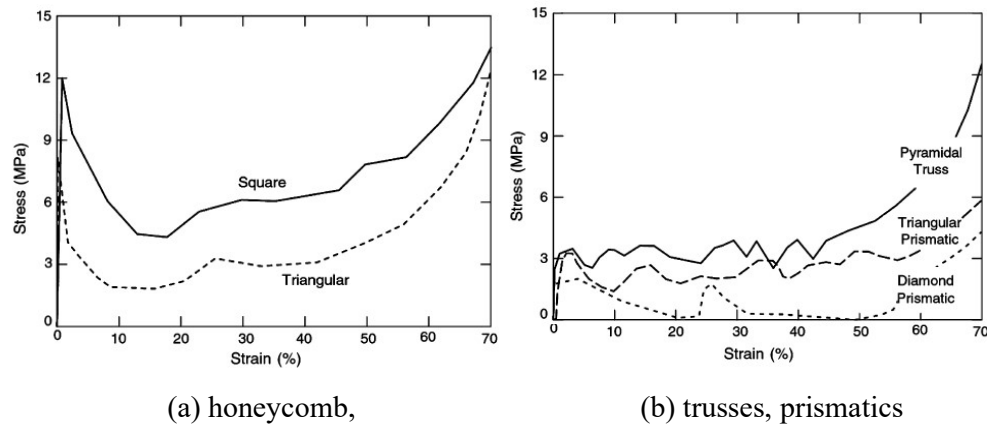 15
12
9
6
3
0
Stress (MPa)
Square
Triangular
0
10
20
30
40
50
60
70
Strain (%)
(a) honeycomb,
15
12
9
6
3
0
Stress (MPa)
Pyramidal
Truss
Triangular
Prismatic
Diamond
Prismatic
0
10
20
30
40
50
60
70
Strain (%)
(b) trusses, prismatics